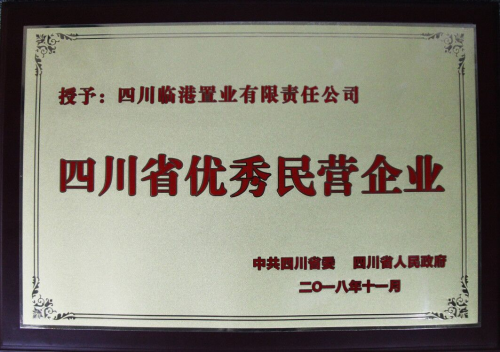 授予：四川临港置业有限责任公司
四川省优秀民营企业
中共四川省委 四川省人民政府
二〇一八年十一月